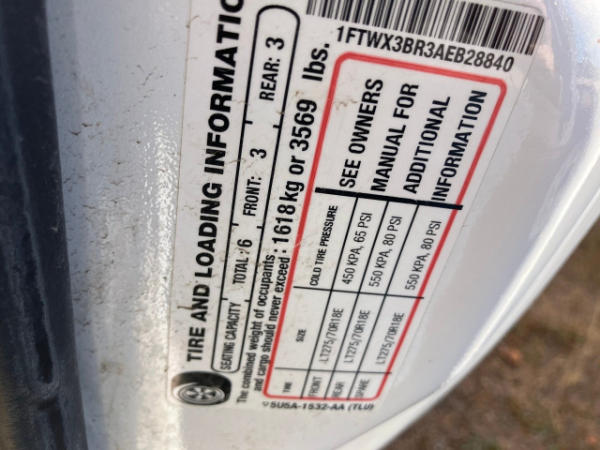 1FTWX3BR3AEB28840
TIRE AND LOADING INFORMATIO
SEATING CAPACITY TOTAL: 6 FRONT: 3 REAR: 3
The combined weight of occupants
and cargo should never exceed : 1618 kg or 3569 lbs.
TIRE SIZE COLD TIRE PRESSURE
FRONT LT275/70R18E 450 KPA, 65 PSI
REAR LT275/70R18E 550 KPA, 80 PSI
SPARE LT275/70R18E 550 KPA, 80 PSI
SEE OWNERS
MANUAL FOR
ADDITIONAL
INFORMATION
5U5A-1532-AA (TLU)